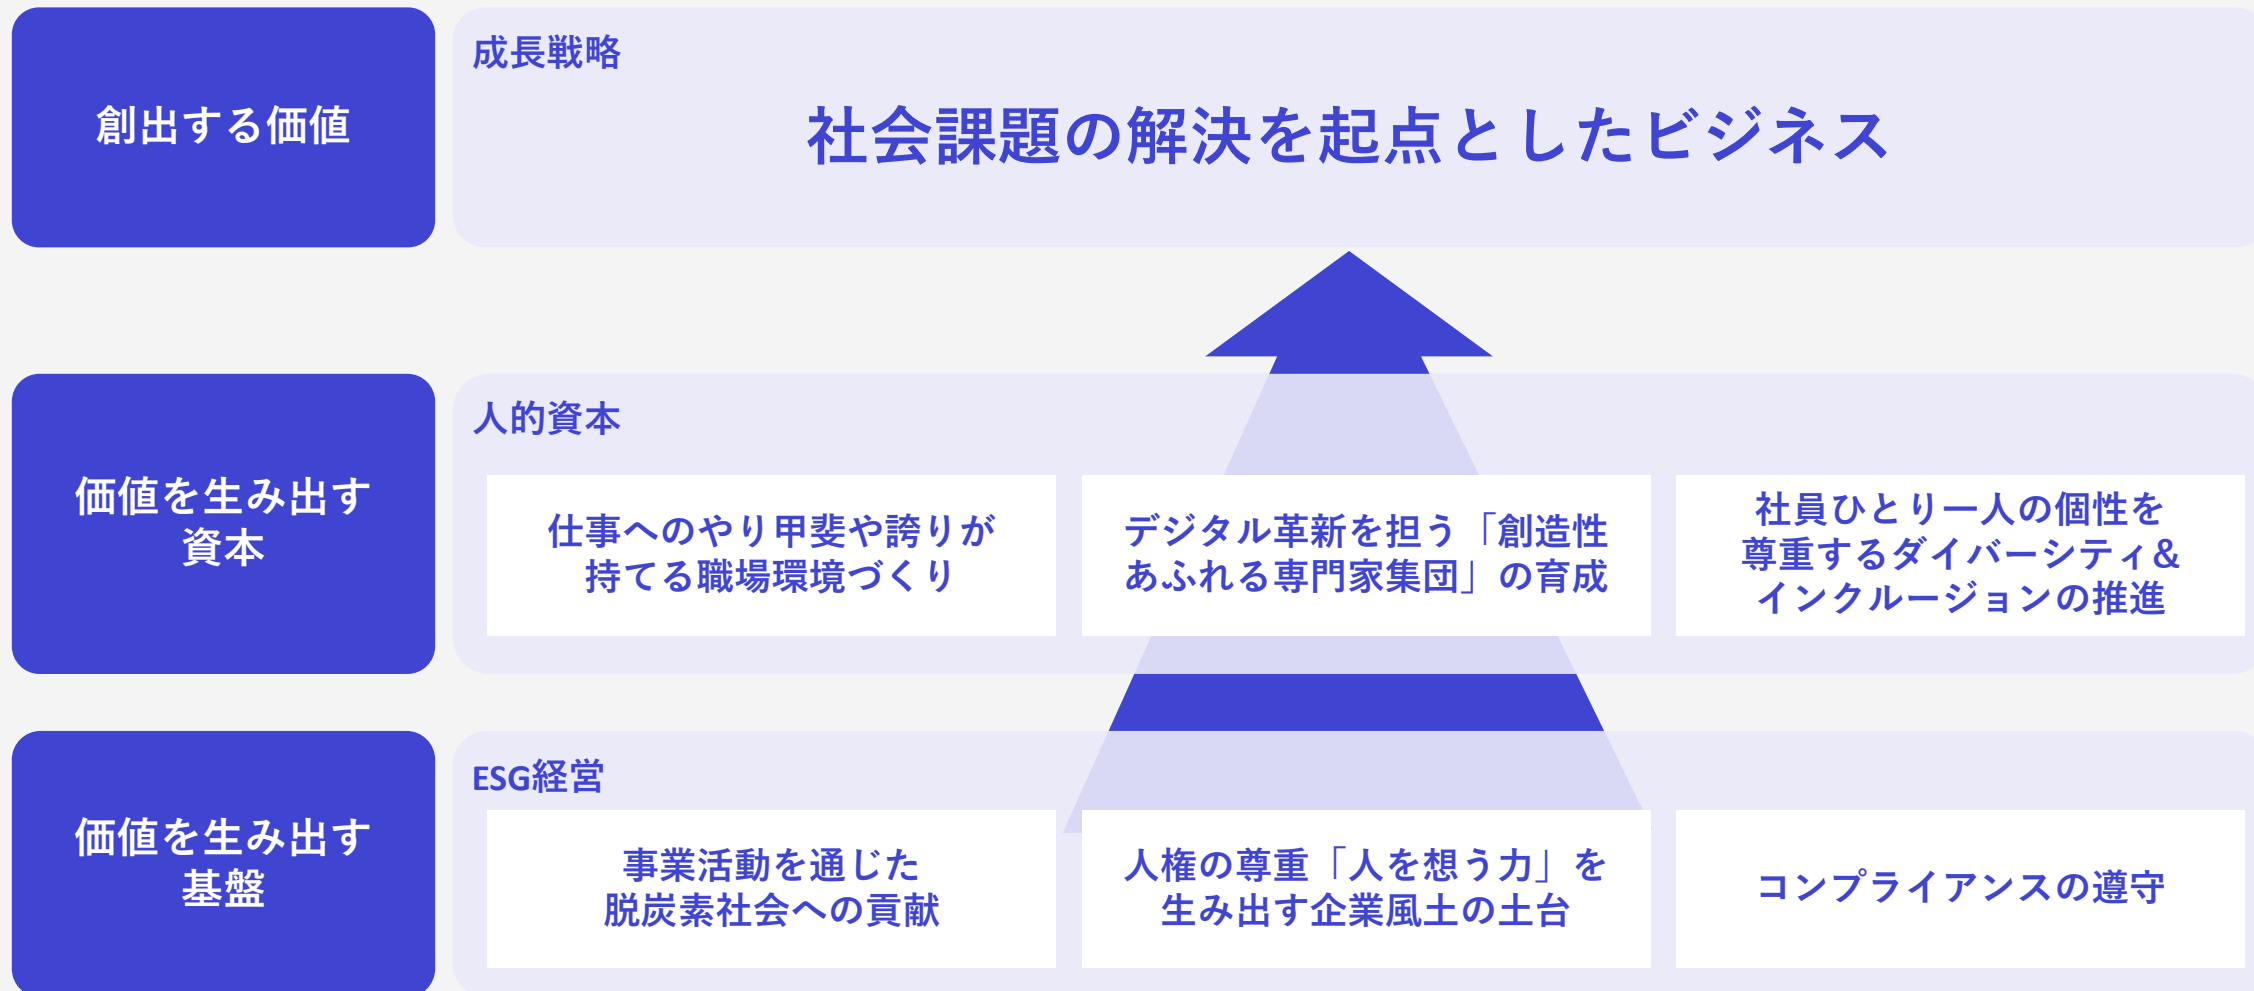 創出する価値
成長戦略
社会課題の解決を起点としたビジネス
価値を生み出す
資本
人的資本
仕事へのやり甲斐や誇りが
持てる職場環境づくり
デジタル革新を担う「創造性
あふれる専門家集団」の育成
社員ひとり一人の個性を
尊重するダイバーシティ&
インクルージョンの推進
価値を生み出す
基盤
ESG経営
事業活動を通じた
脱炭素社会への貢献
人権の尊重「人を想う力」を
生み出す企業風土の土台
コンプライアンスの遵守